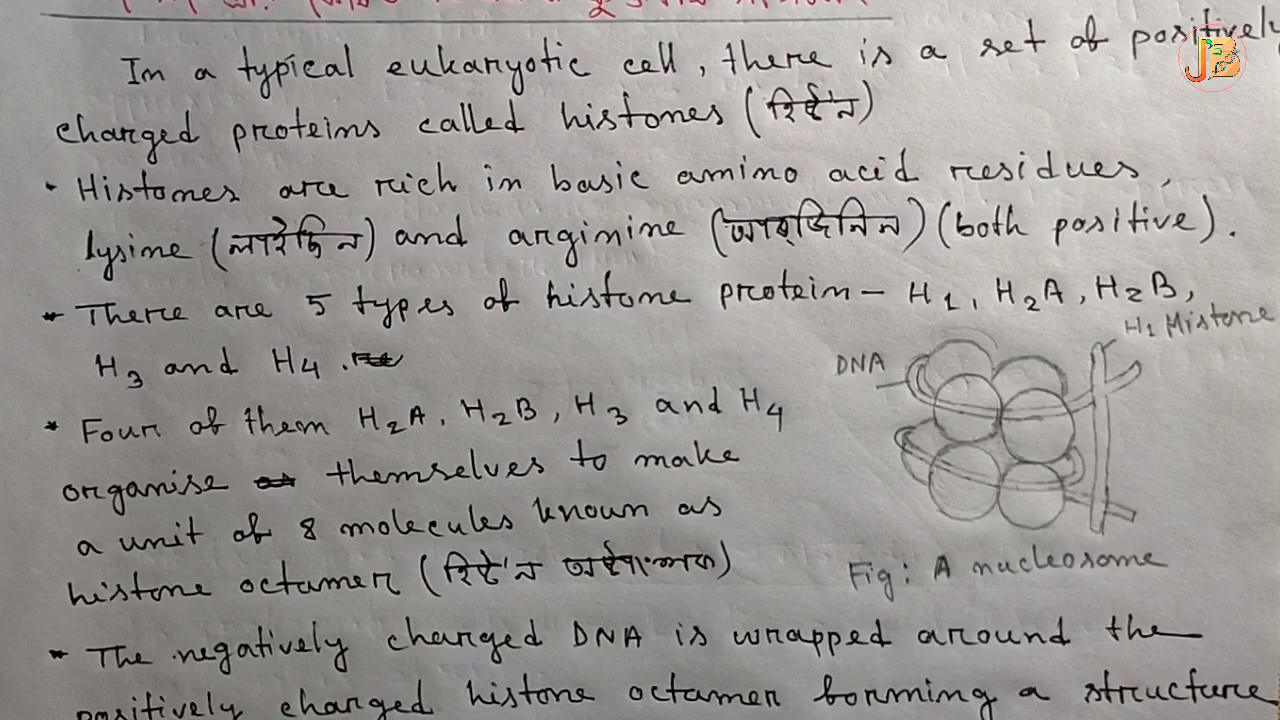 In a typical eukaryotic cell, there is a set of positively
charged proteins called histones (হিস্টোন)
• Histones are rich in basic amino acid residues,
lysine (লাইসিন) and arginine (আরজিনিন) (both positive).
* There are 5 types of histone protein – H1, H2A, H2B,
H3 and H4.
H1 Histone
DNA
* Four of them H2A, H2B, H3 and H4
organise themselves to make
a unit of 8 molecules known as
histone octamer (হিস্টোন অক্টামার)
Fig: A nucleosome
* The negatively charged DNA is wrapped around the
positively charged histone octamer forming a structure